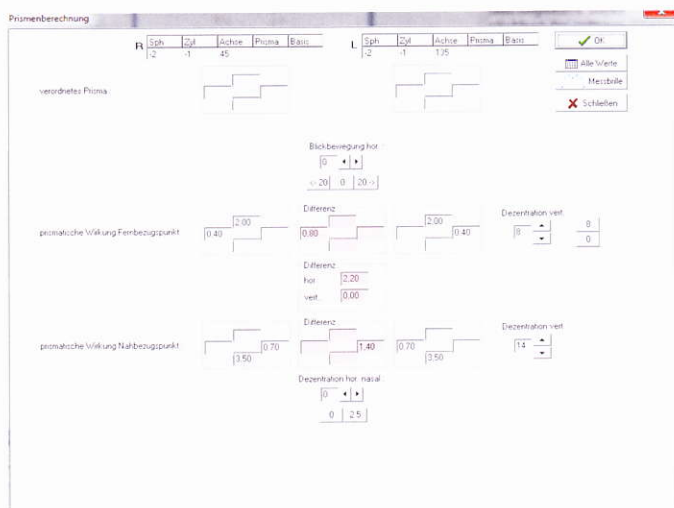 Prismenberechnung
R Sph Zyl Achse Prisma Basis
-2 -1 45
L Sph Zyl Achse Prisma Basis
-2 -1 135
OK
Alle Werte
Messbrille
Schließen
verordnetes Prisma
Blickbewegung hor.
0
<-20 0 20->
prismatische Wirkung Fernbezugspunkt
2.00
0.40
Differenz
0.80
2.00
0.40
Dezentration vert.
8
8
0
Differenz
hor 2.20
vert. 0.00
prismatische Wirkung Nahbezugspunkt
0.70
3.50
Differenz
1.40
0.70
3.50
Dezentration vert
14
Dezentration hor. nasal
0
0 2.5